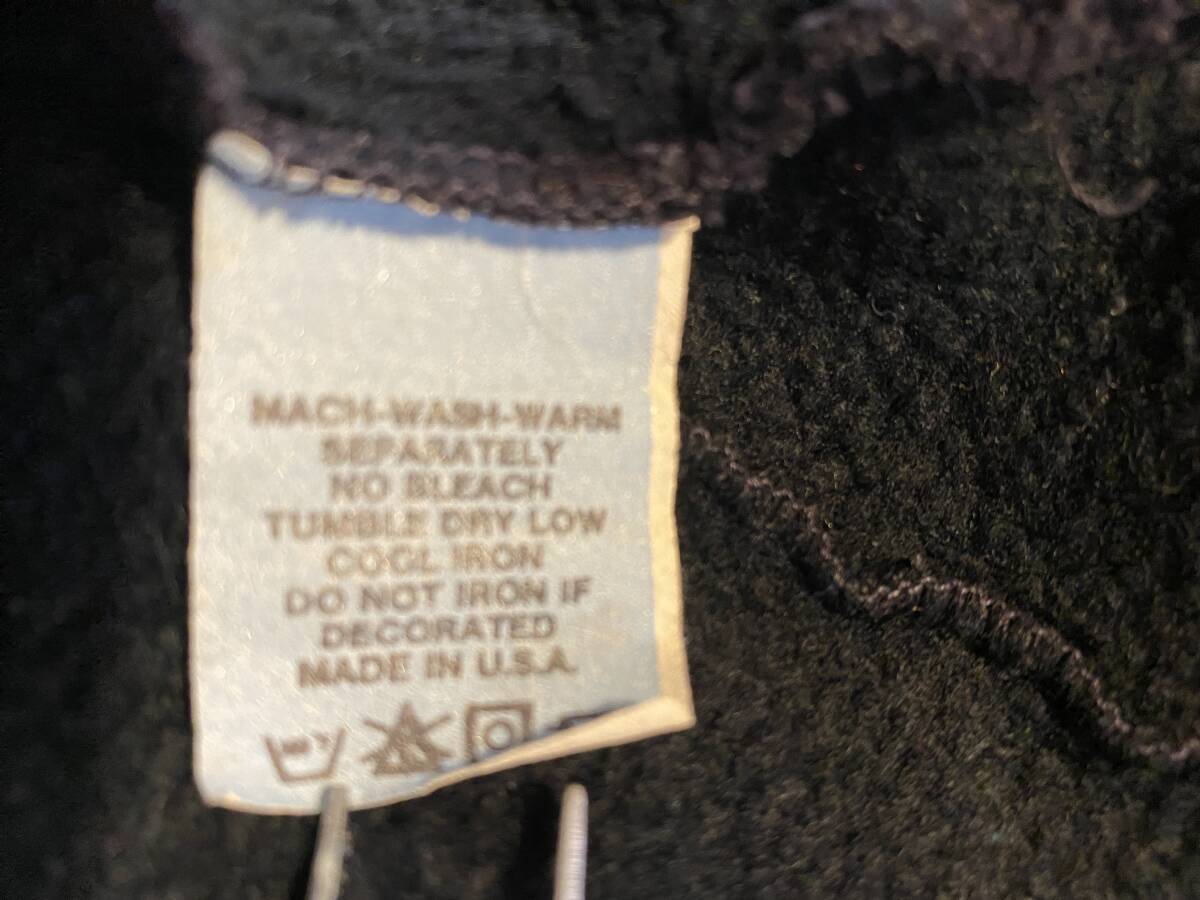 MACH-WASH-WARM
SEPARATELY
NO BLEACH
TUMBLE DRY LOW
COOL IRON
DO NOT IRON IF
DECORATED
MADE IN U.S.A.